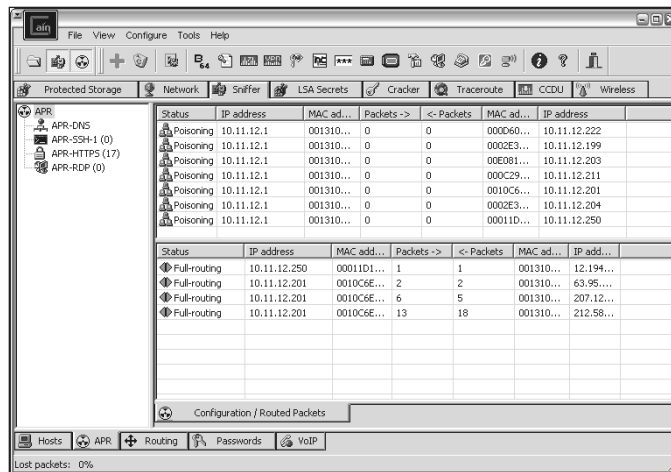 aín
File View Configure Tools Help
B64
Protected Storage Network Sniffer LSA Secrets Cracker Traceroute CCDU Wireless
APR
APR-DNS
APR-SSH-1 (0)
APR-HTTPS (17)
APR-RDP (0)
Status IP address MAC ad... Packets -> <- Packets MAC ad... IP address
Poisoning 10.11.12.1 001310... 0 0 000D60... 10.11.12.222
Poisoning 10.11.12.1 001310... 0 0 0002E3... 10.11.12.199
Poisoning 10.11.12.1 001310... 0 0 00E081... 10.11.12.203
Poisoning 10.11.12.1 001310... 0 0 000C29... 10.11.12.211
Poisoning 10.11.12.1 001310... 0 0 0010C6... 10.11.12.201
Poisoning 10.11.12.1 001310... 0 0 0002E3... 10.11.12.204
Poisoning 10.11.12.1 001310... 0 0 00011D... 10.11.12.250
Status IP address MAC add... Packets -> <- Packets MAC ad... IP add...
Full-routing 10.11.12.250 00011D1... 1 1 001310... 12.194...
Full-routing 10.11.12.201 0010C6E... 2 2 001310... 63.95....
Full-routing 10.11.12.201 0010C6E... 6 5 001310... 207.12...
Full-routing 10.11.12.201 0010C6E... 13 18 001310... 212.58...
Configuration / Routed Packets
Hosts APR Routing Passwords VoIP
Lost packets: 0%